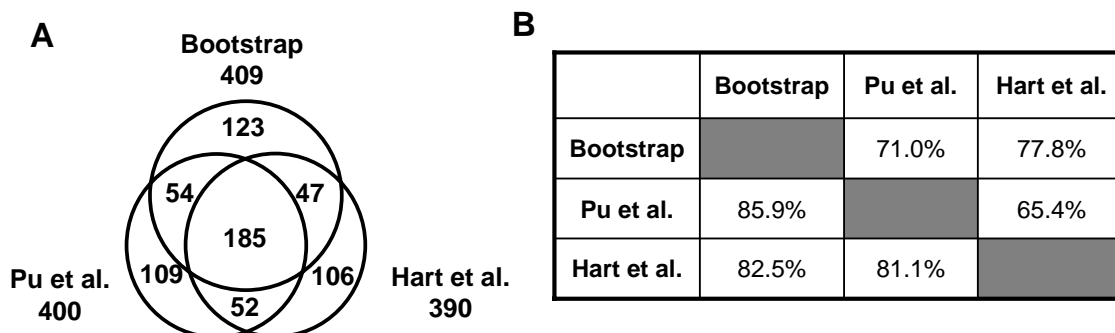 A
Bootstrap
409
123
54
47
185
109
106
52
Pu et al.
400
Hart et al.
390
B
Bootstrap Pu et al. Hart et al.
Bootstrap 71.0% 77.8%
Pu et al. 85.9% 65.4%
Hart et al. 82.5% 81.1%